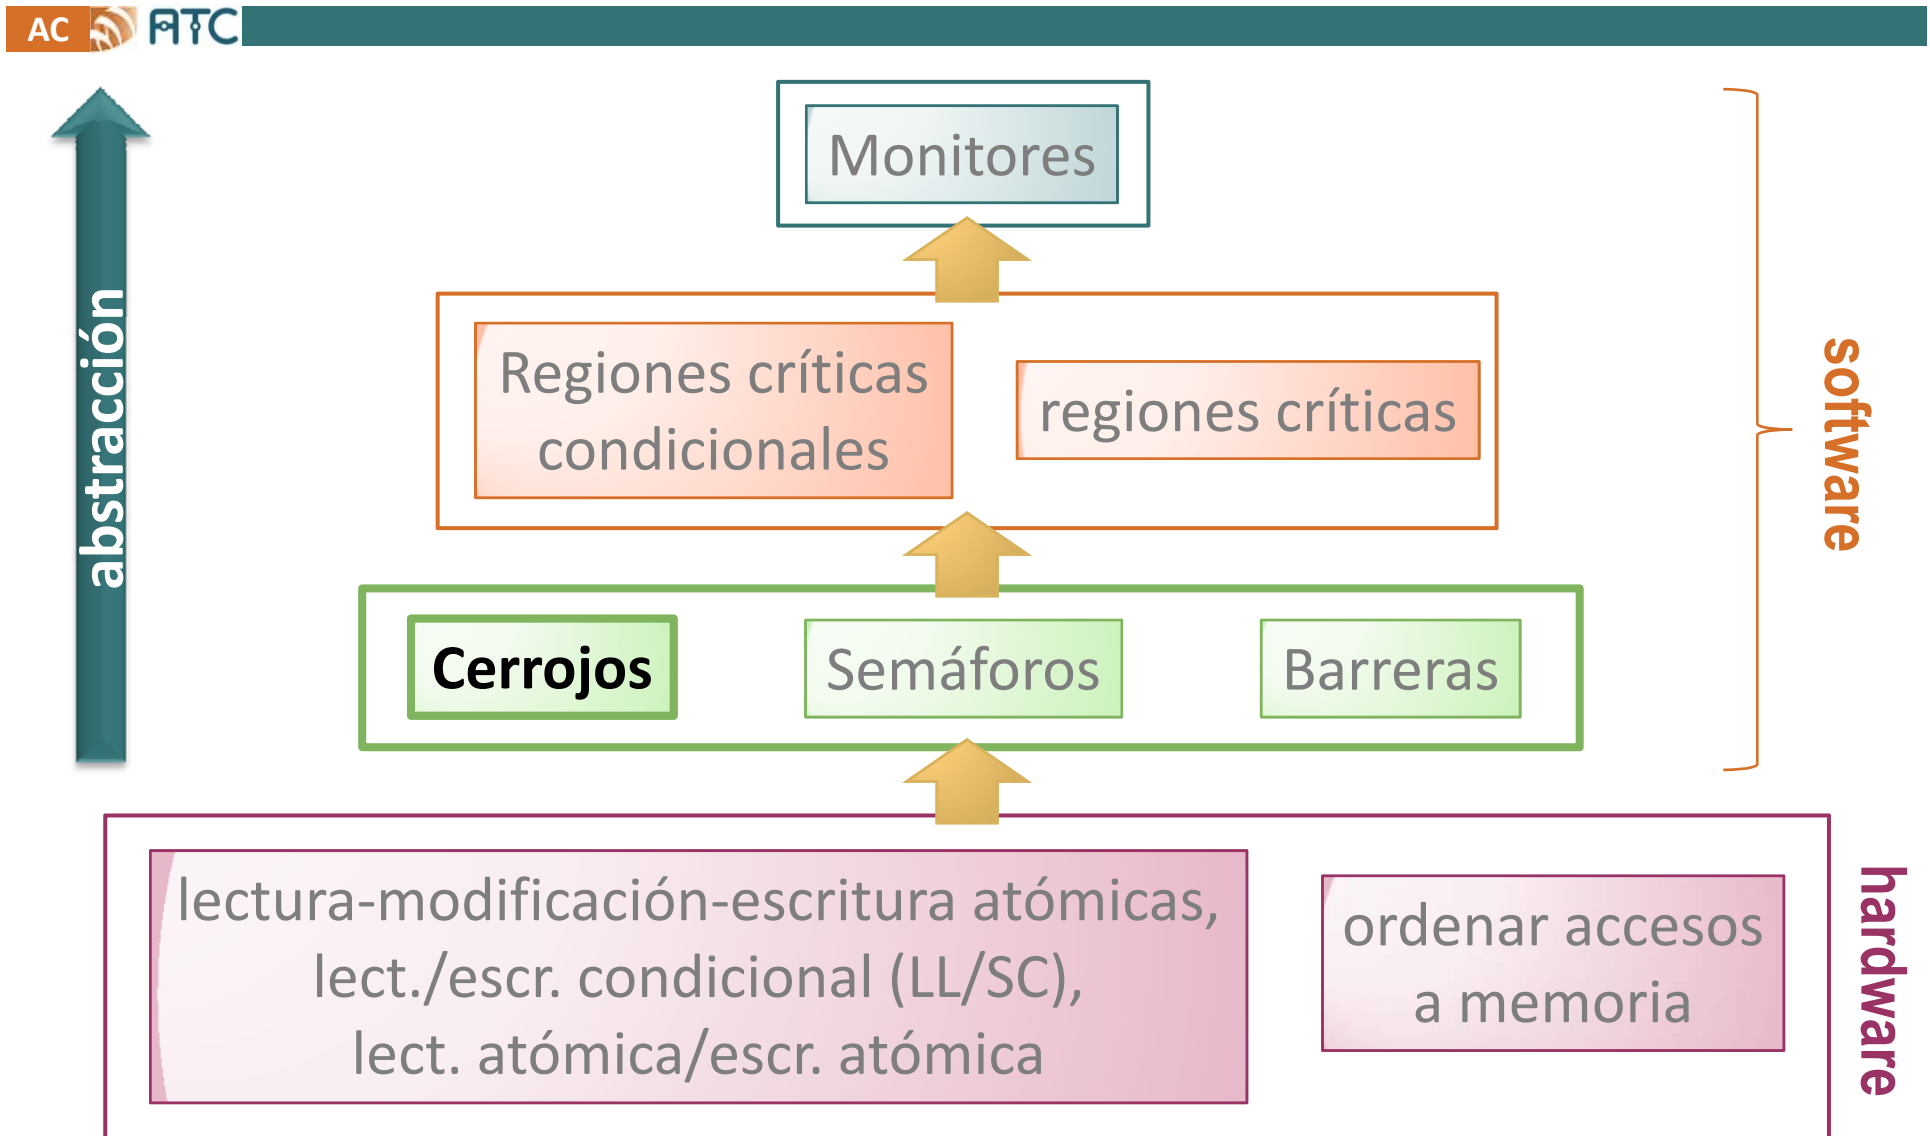 AC
ATC
abstracción
Monitores
Regiones críticas
condicionales
regiones críticas
software
Cerrojos
Semáforos
Barreras
lectura-modificación-escritura atómicas,
lect./escr. condicional (LL/SC),
lect. atómica/escr. atómica
ordenar accesos
a memoria
hardware